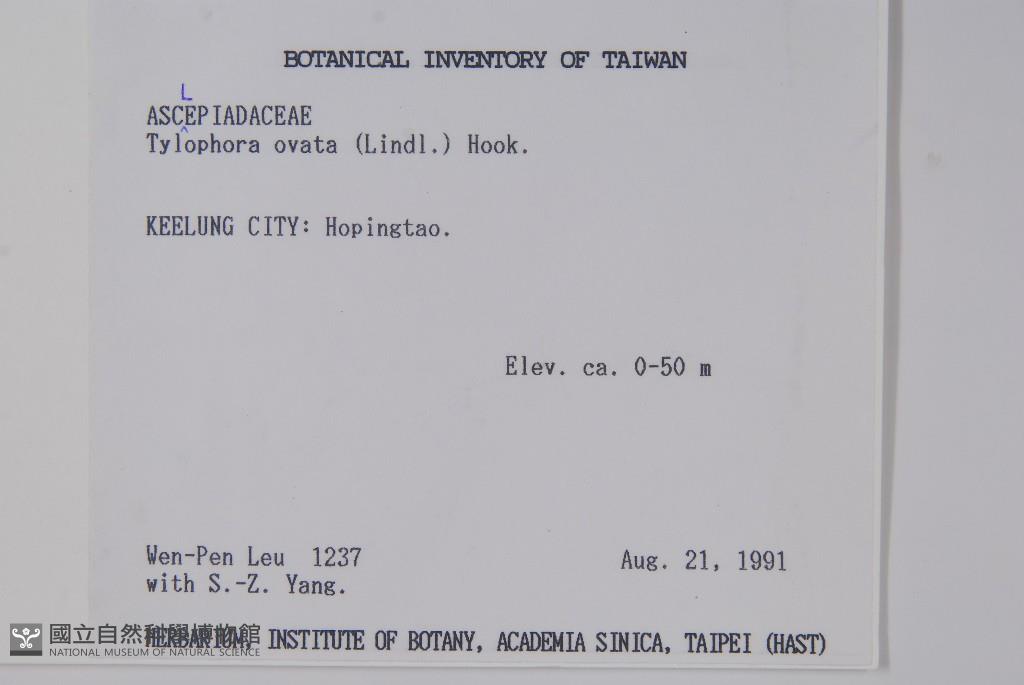 BOTANICAL INVENTORY OF TAIWAN
L
ASCEPIADACEAE
^
Tylophora ovata (Lindl.) Hook.
KEELUNG CITY: Hopingtao.
Elev. ca. 0-50 m
Wen-Pen Leu 1237
Aug. 21, 1991
with S.-Z. Yang.
國立自然科學博物館
NATIONAL MUSEUM OF NATURAL SCIENCE
HERBARIUM, INSTITUTE OF BOTANY, ACADEMIA SINICA, TAIPEI (HAST)